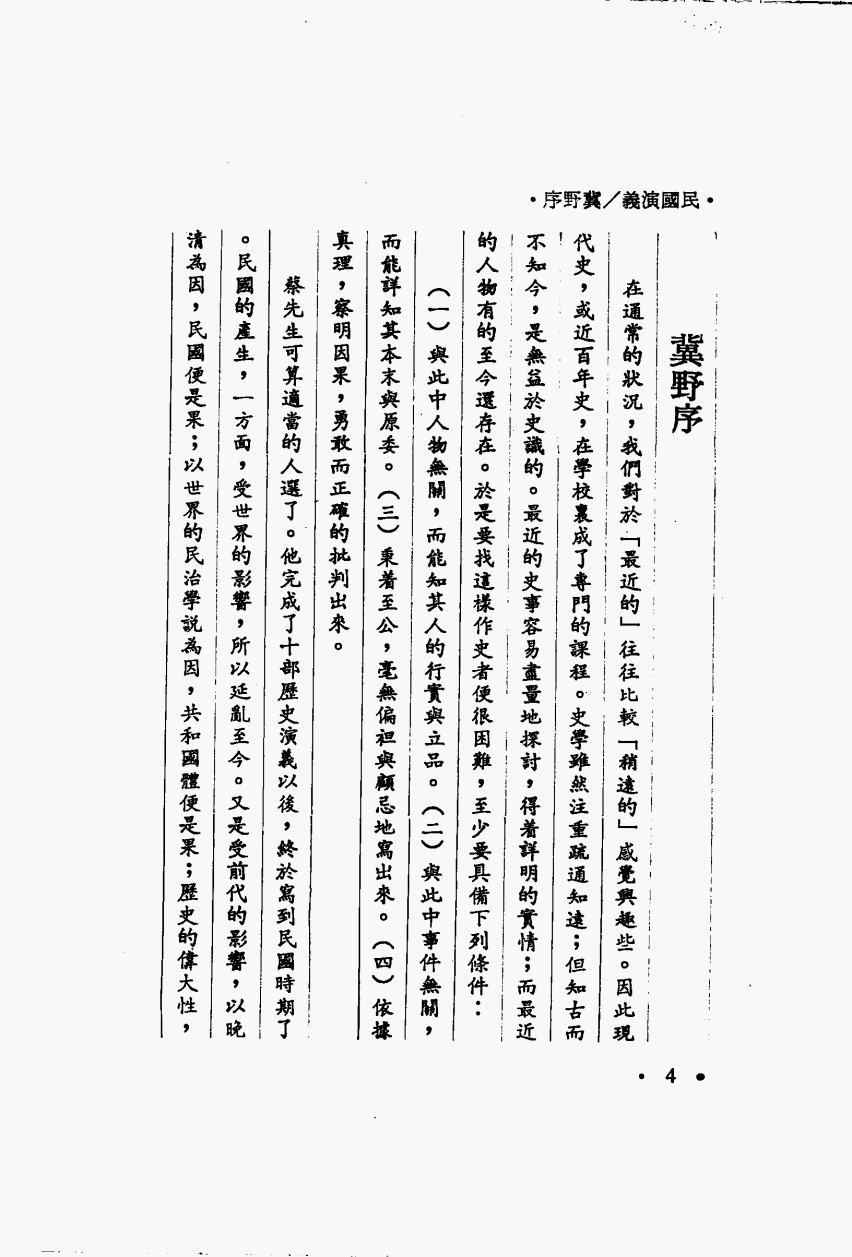 ·民國演義／冀野序·
冀野序
在通常的狀況，我們對於「最近的」往往比較「稍遠的」感覺興趣些。因此現
代史，或近百年史，在學校裏成了專門的課程。史學雖然注重疏通知遠；但知古而
不知今，是無益於史識的。最近的史事容易盡量地探討，得着詳明的實情；而最近
的人物有的至今還存在。於是要找這樣作史者便很困難，至少要具備下列條件：
（一）與此中人物無關，而能知其人的行實與立品。（二）與此中事件無關，
而能詳知其本末與原委。（三）秉着至公，毫無偏袒與顧忌地寫出來。（四）依據
真理，察明因果，勇敢而正確的批判出來。
蔡先生可算適當的人選了。他完成了十部歷史演義以後，終於寫到民國時期了
。民國的產生，一方面，受世界的影響，所以延亂至今。又是受前代的影響，以晚
清為因，民國便是果；以世界的民治學說為因，共和國體便是果；歷史的偉大性，
· 4 ·